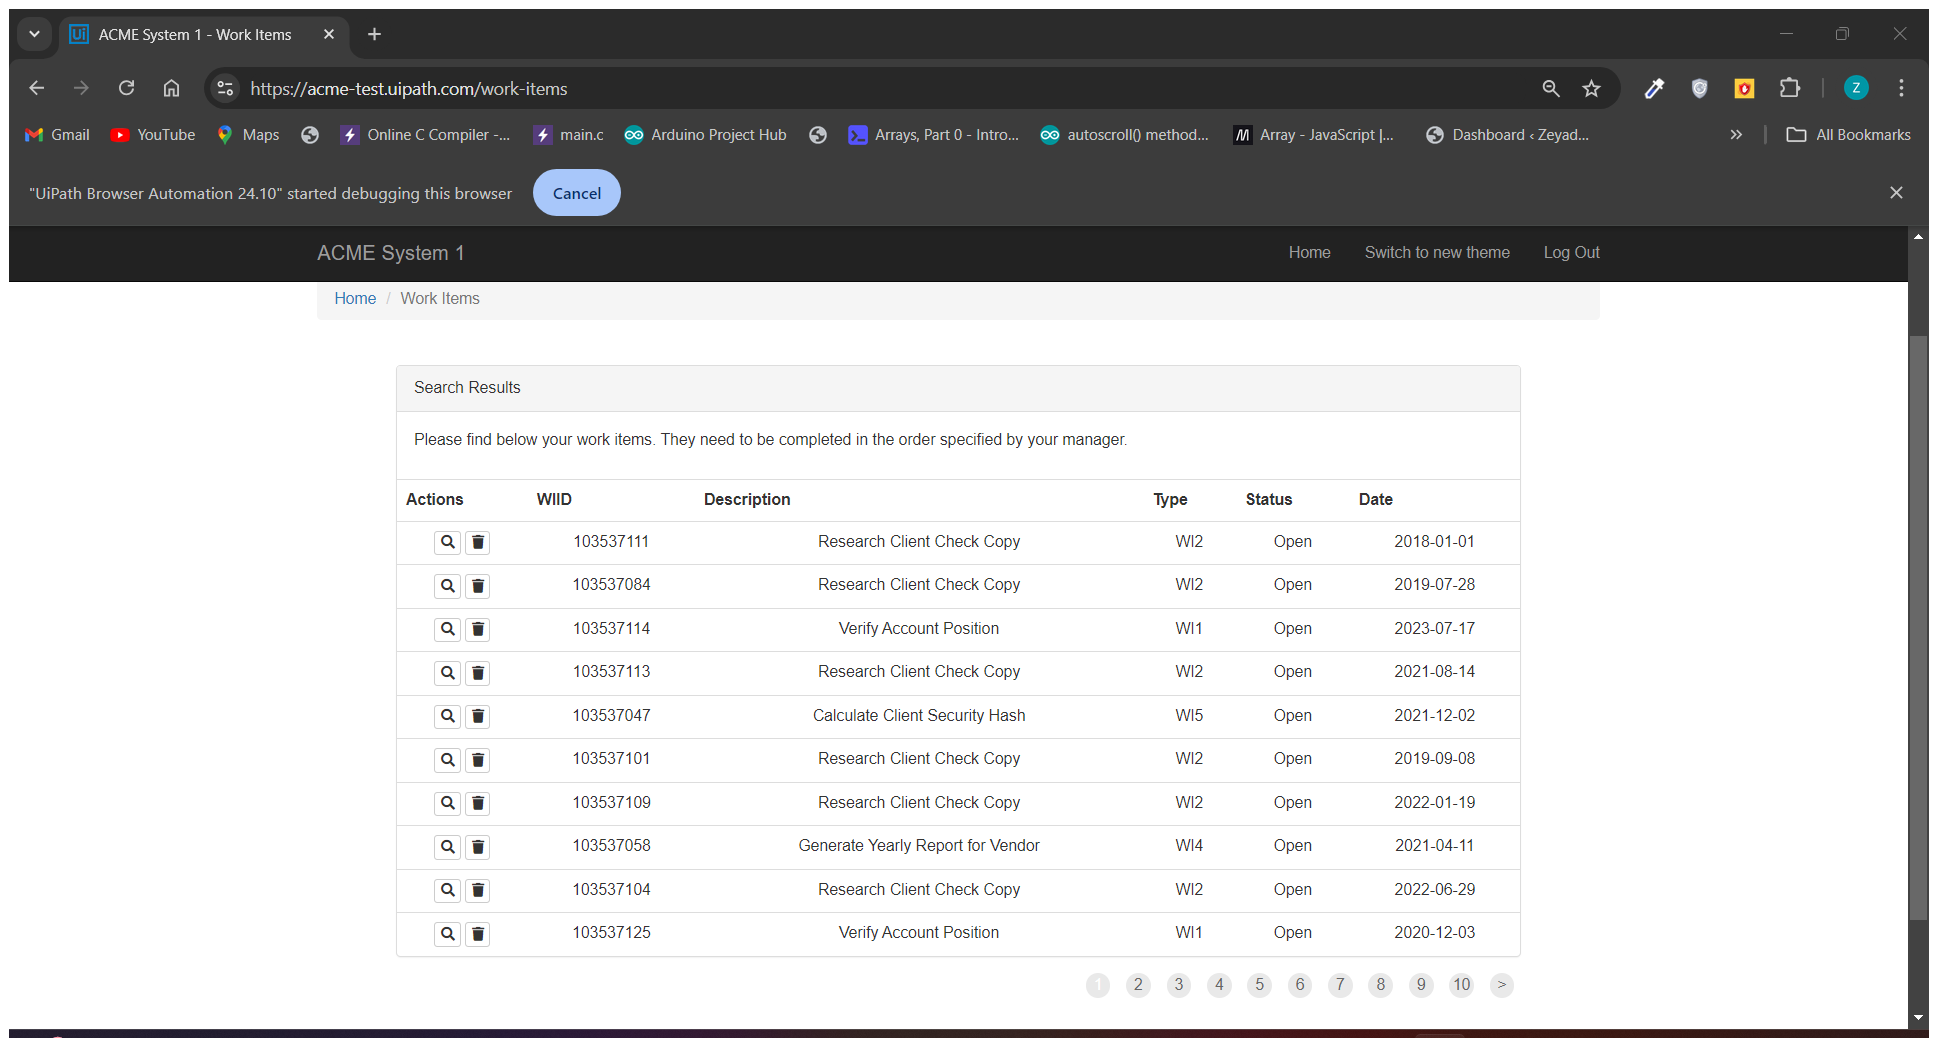 ACME System 1 - Work Items
https://acme-test.uipath.com/work-items
Z
Gmail YouTube Maps Online C Compiler -... main.c Arduino Project Hub Arrays, Part 0 - Intro... autoscroll() method... Array - JavaScript |... Dashboard ‹ Zeyad... » All Bookmarks
"UiPath Browser Automation 24.10" started debugging this browser Cancel
ACME System 1 Home Switch to new theme Log Out
Home / Work Items
Search Results
Please find below your work items. They need to be completed in the order specified by your manager.
Actions WIID Description Type Status Date
103537111 Research Client Check Copy WI2 Open 2018-01-01
103537084 Research Client Check Copy WI2 Open 2019-07-28
103537114 Verify Account Position WI1 Open 2023-07-17
103537113 Research Client Check Copy WI2 Open 2021-08-14
103537047 Calculate Client Security Hash WI5 Open 2021-12-02
103537101 Research Client Check Copy WI2 Open 2019-09-08
103537109 Research Client Check Copy WI2 Open 2022-01-19
103537058 Generate Yearly Report for Vendor WI4 Open 2021-04-11
103537104 Research Client Check Copy WI2 Open 2022-06-29
103537125 Verify Account Position WI1 Open 2020-12-03
1 2 3 4 5 6 7 8 9 10 >